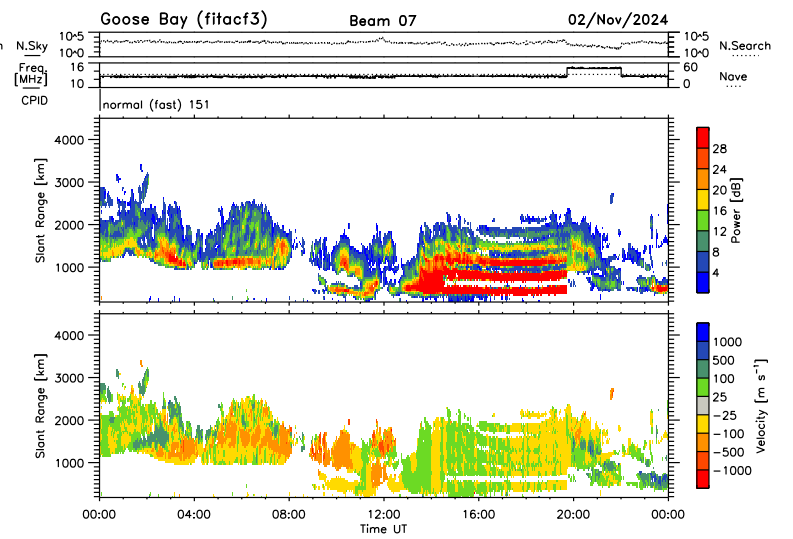 Goose Bay (fitacf3) Beam 07 02/Nov/2024
n N.Sky 10^5 10^0 10^5 10^0 N.Search
Freq. [MHz] 16 10 60 0 Nave
CPID normal (fast) 151
Slant Range [km]
4000
3000
2000
1000
28
24
20
16
12
8
4
Power [dB]
Slant Range [km]
4000
3000
2000
1000
1000
500
100
25
−25
−100
−500
−1000
Velocity [m s⁻¹]
00:00 04:00 08:00 12:00 16:00 20:00 00:00
Time UT